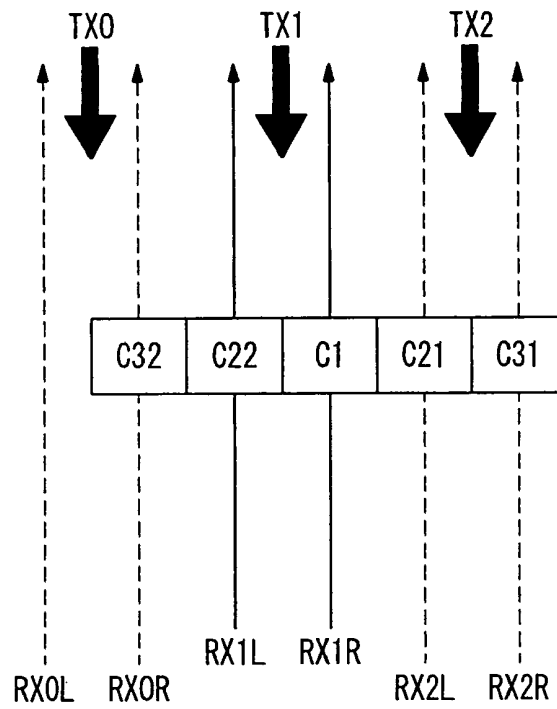 TX0 TX1 TX2
C32 C22 C1 C21 C31
RX1L RX1R
RX0L RX0R RX2L RX2R